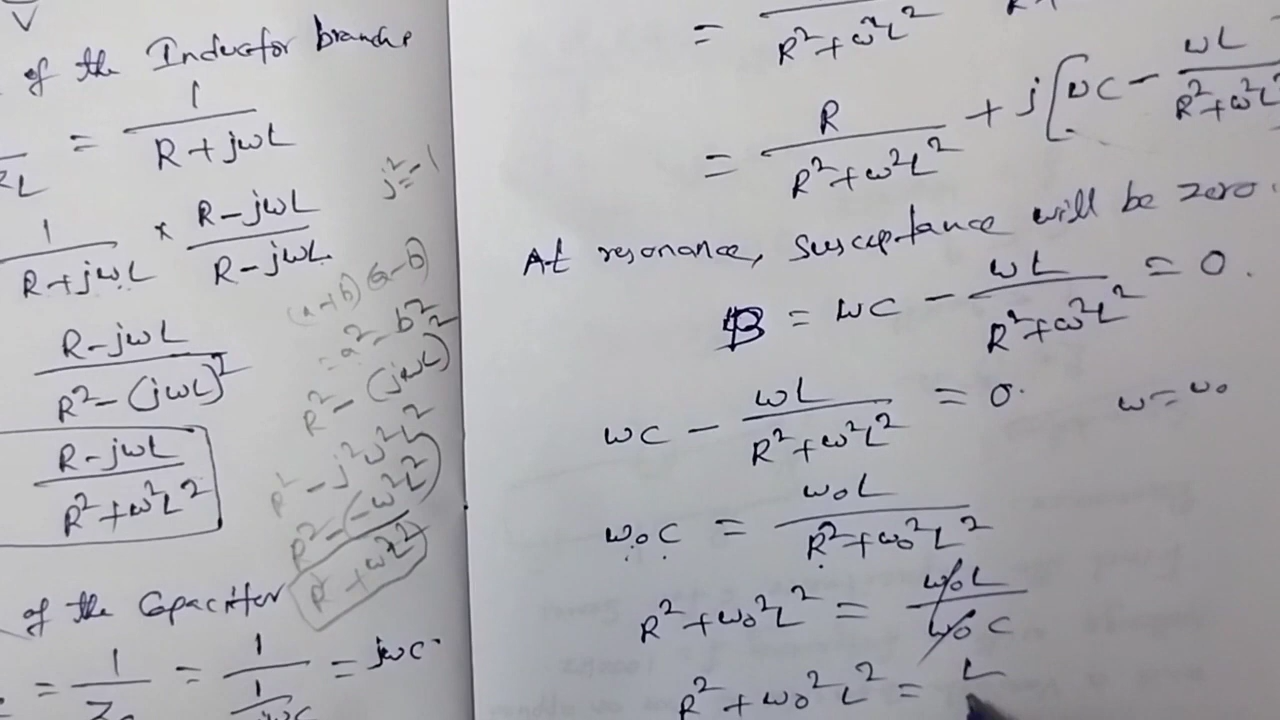 V
of the Inductor branch
= 1 / (R + jωL)
Z_L
1 / (R + jωL) × (R - jωL) / (R - jωL)
j² = -1
(R - jωL) / (R² - (jωL)²)
(R - jωL) / (R² + ω²L²)
(a+b) (a-b)
= a² - b²
R² - (jωL)²
R² - j²ω²L²
R² - (-ω²L²)
R² + ω²L²
of the Capacitor
= 1 / Z = 1 / (1 / jωC) = jωC
= / (R² + ω²L²)
= R / (R² + ω²L²) + j[ωC - ωL / (R² + ω²L²)
At resonance, Susceptance will be zero.
B = ωC - ωL / (R² + ω²L²) = 0.
ωC - ωL / (R² + ω²L²) = 0. ω = ω₀
ω₀C = ω₀L / (R² + ω₀²L²)
R² + ω₀²L² = ω₀L / ω₀C
R² + ω₀²L² = L